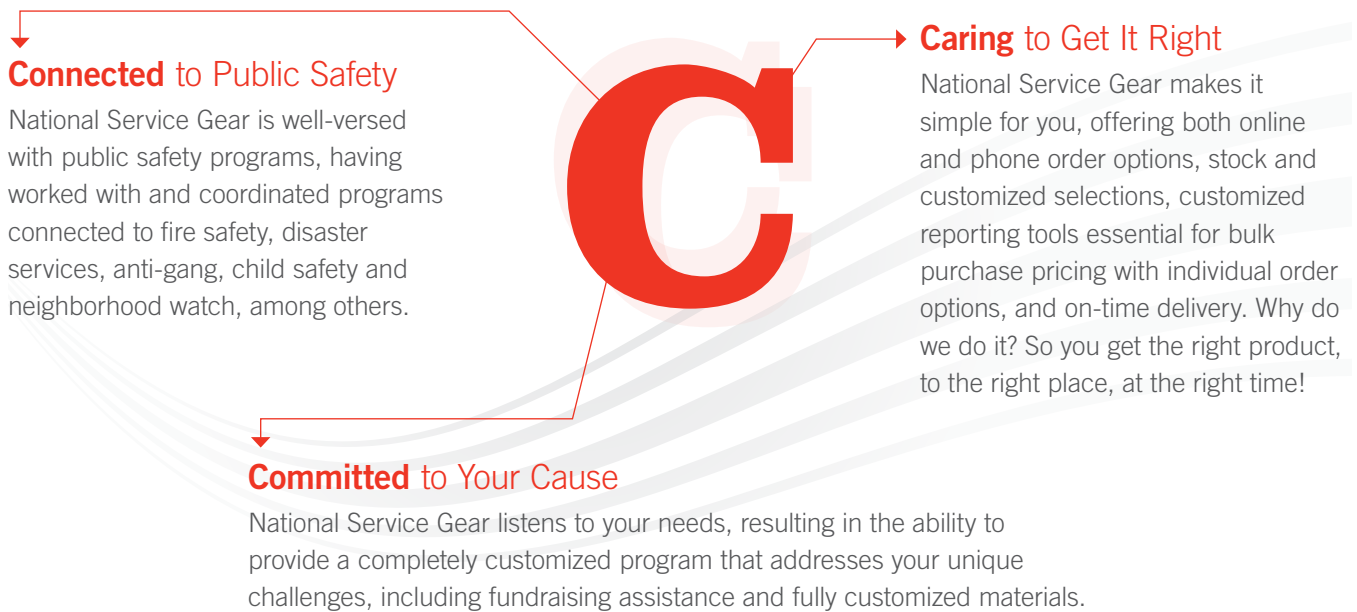 Connected to Public Safety
National Service Gear is well-versed
with public safety programs, having
worked with and coordinated programs
connected to fire safety, disaster
services, anti-gang, child safety and
neighborhood watch, among others.
C
Caring to Get It Right
National Service Gear makes it
simple for you, offering both online
and phone order options, stock and
customized selections, customized
reporting tools essential for bulk
purchase pricing with individual order
options, and on-time delivery. Why do
we do it? So you get the right product,
to the right place, at the right time!
Committed to Your Cause
National Service Gear listens to your needs, resulting in the ability to
provide a completely customized program that addresses your unique
challenges, including fundraising assistance and fully customized materials.